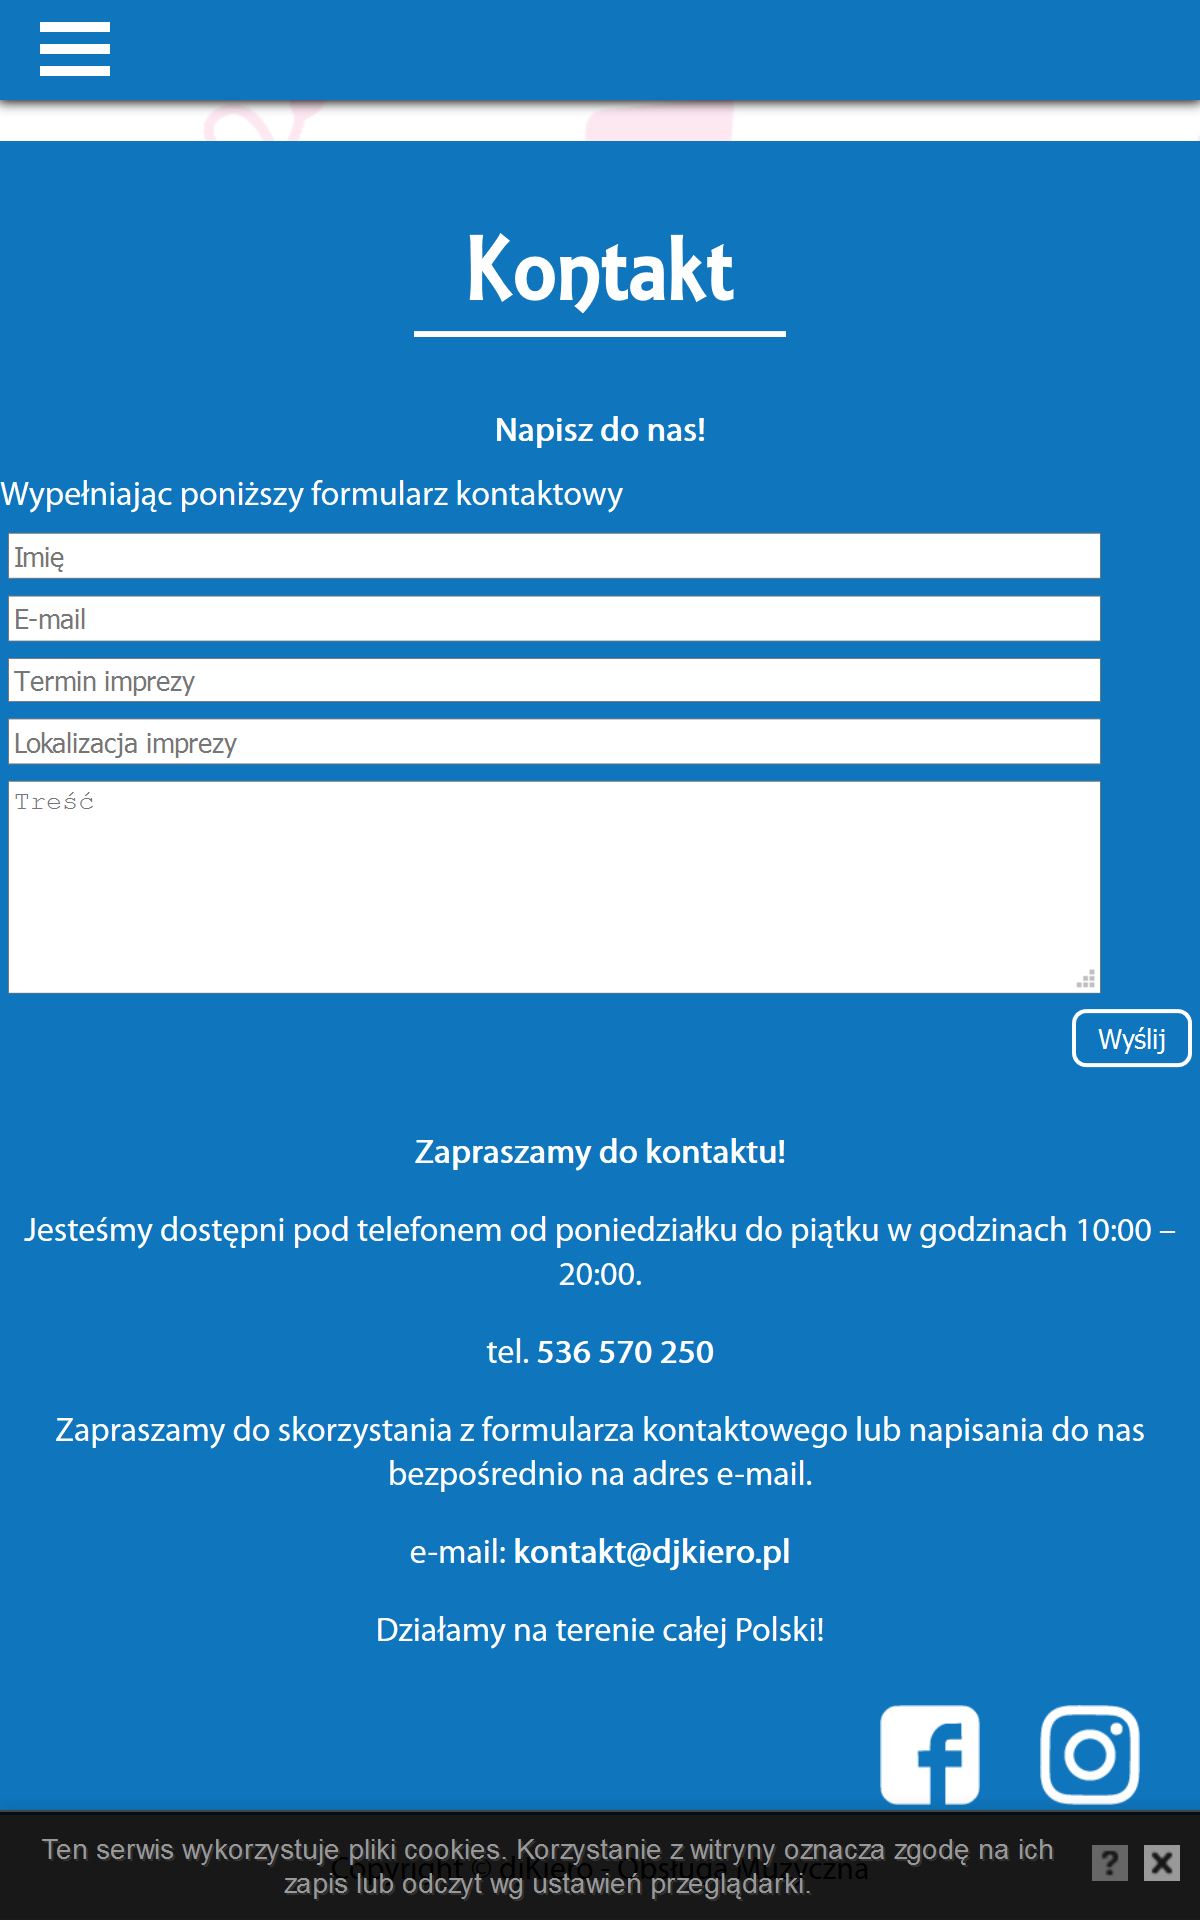 Kontakt
Napisz do nas!
Wypełniając poniższy formularz kontaktowy
Imię
E-mail
Termin imprezy
Lokalizacja imprezy
Treść
Wyślij
Zapraszamy do kontaktu!
Jesteśmy dostępni pod telefonem od poniedziałku do piątku w godzinach 10:00 –
20:00.
tel. 536 570 250
Zapraszamy do skorzystania z formularza kontaktowego lub napisania do nas
bezpośrednio na adres e-mail.
e-mail: kontakt@djkiero.pl
Działamy na terenie całej Polski!
Ten serwis wykorzystuje pliki cookies. Korzystanie z witryny oznacza zgodę na ich
zapis lub odczyt wg ustawień przeglądarki.
Copyright © djKiero - Obsługa Muzyczna